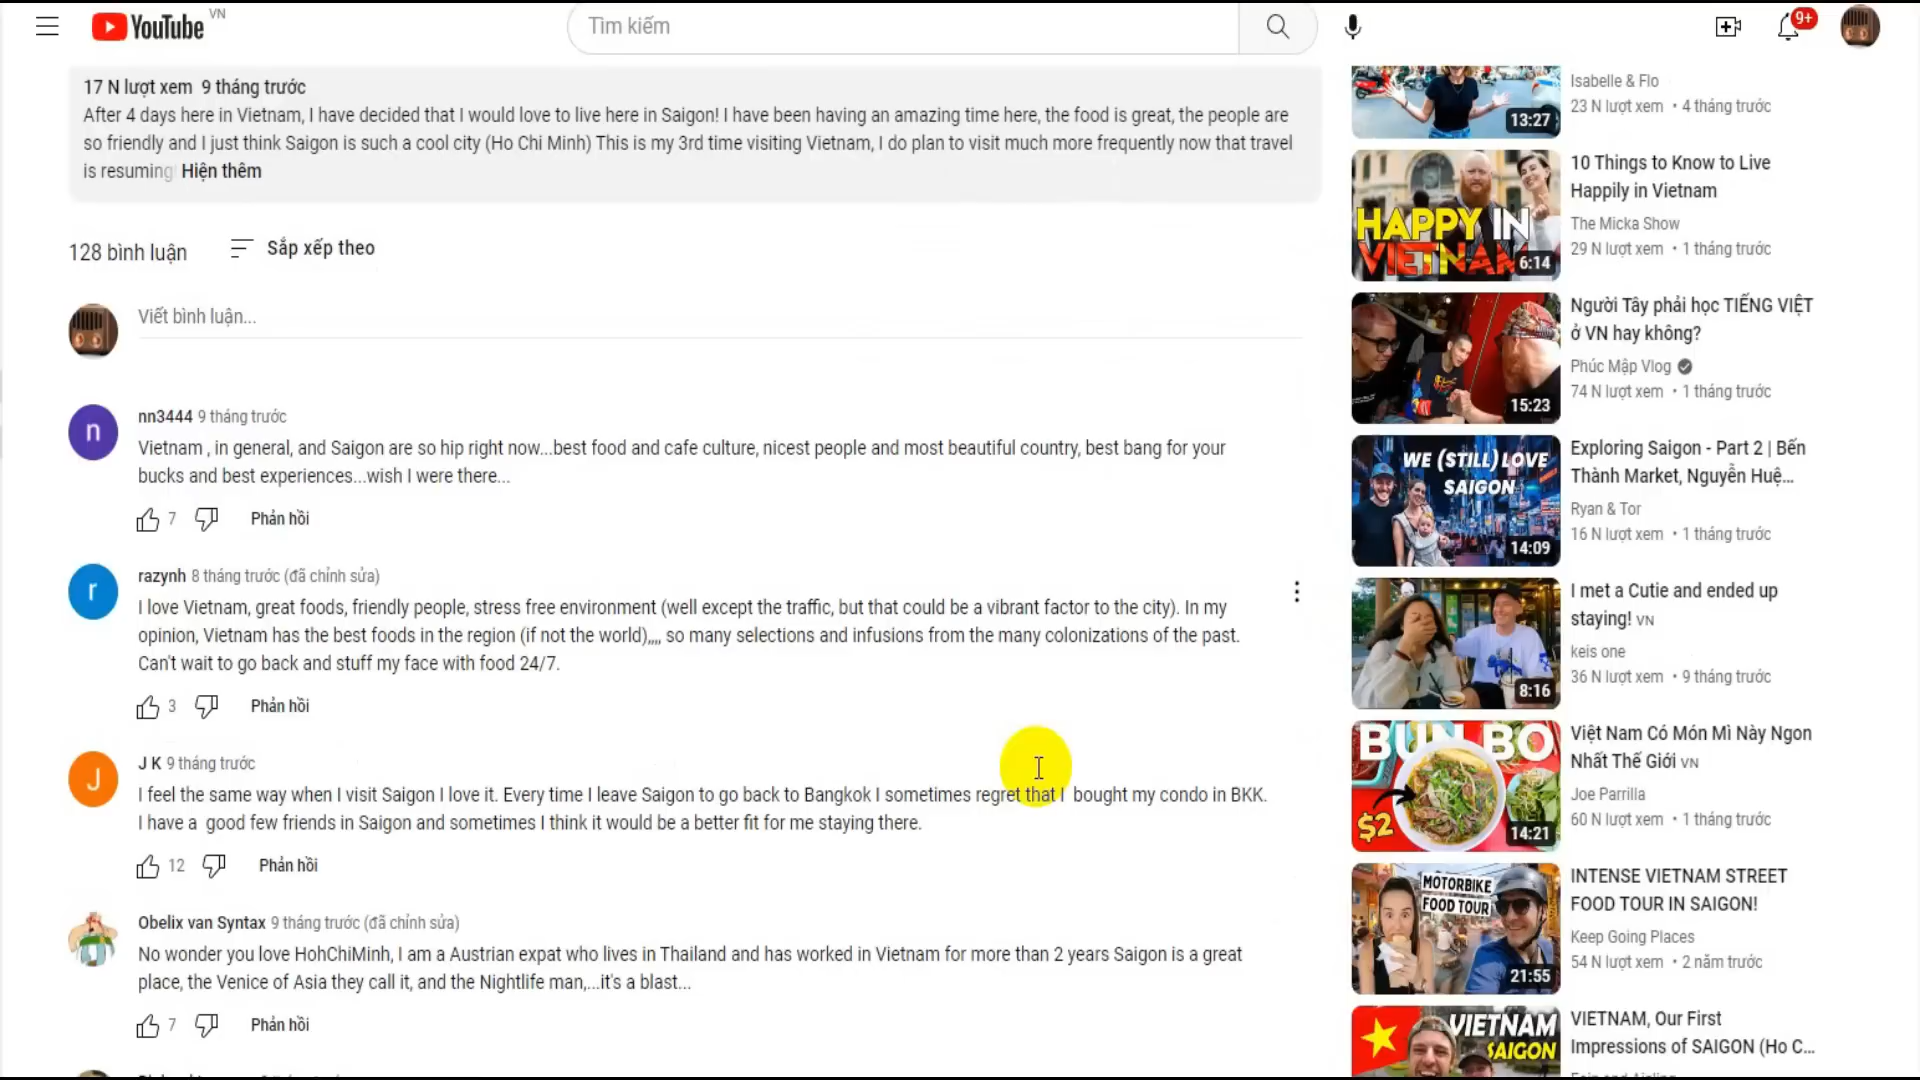 YouTube VN
Tìm kiếm
9+
17 N lượt xem 9 tháng trước
After 4 days here in Vietnam, I have decided that I would love to live here in Saigon! I have been having an amazing time here, the food is great, the people are
so friendly and I just think Saigon is such a cool city (Ho Chi Minh) This is my 3rd time visiting Vietnam, I do plan to visit much more frequently now that travel
is resuming Hiện thêm
128 bình luận
Sắp xếp theo
Viết bình luận...
n
nn3444 9 tháng trước
Vietnam , in general, and Saigon are so hip right now...best food and cafe culture, nicest people and most beautiful country, best bang for your
bucks and best experiences...wish I were there...
7
Phản hồi
r
razynh 8 tháng trước (đã chỉnh sửa)
I love Vietnam, great foods, friendly people, stress free environment (well except the traffic, but that could be a vibrant factor to the city). In my
opinion, Vietnam has the best foods in the region (if not the world),,,, so many selections and infusions from the many colonizations of the past.
Can't wait to go back and stuff my face with food 24/7.
3
Phản hồi
J
J K 9 tháng trước
I feel the same way when I visit Saigon I love it. Every time I leave Saigon to go back to Bangkok I sometimes regret that I bought my condo in BKK.
I have a good few friends in Saigon and sometimes I think it would be a better fit for me staying there.
12
Phản hồi
Obelix van Syntax 9 tháng trước (đã chỉnh sửa)
No wonder you love HohChiMinh, I am a Austrian expat who lives in Thailand and has worked in Vietnam for more than 2 years Saigon is a great
place, the Venice of Asia they call it, and the Nightlife man,...it's a blast...
7
Phản hồi
13:27
Isabelle & Flo
23 N lượt xem • 4 tháng trước
HAPPY IN
VIETNAM
6:14
10 Things to Know to Live
Happily in Vietnam
The Micka Show
29 N lượt xem • 1 tháng trước
15:23
Người Tây phải học TIẾNG VIỆT
ở VN hay không?
Phúc Mập Vlog
74 N lượt xem • 1 tháng trước
WE (STILL) LOVE
SAIGON
14:09
Exploring Saigon - Part 2 | Bến
Thành Market, Nguyễn Huệ...
Ryan & Tor
16 N lượt xem • 1 tháng trước
8:16
I met a Cutie and ended up
staying! VN
keis one
36 N lượt xem • 9 tháng trước
BUN BO
$2
14:21
Việt Nam Có Món Mì Này Ngon
Nhất Thế Giới VN
Joe Parrilla
60 N lượt xem • 1 tháng trước
MOTORBIKE
FOOD TOUR
21:55
INTENSE VIETNAM STREET
FOOD TOUR IN SAIGON!
Keep Going Places
54 N lượt xem • 2 năm trước
VIETNAM
SAIGON
VIETNAM, Our First
Impressions of SAIGON (Ho C...